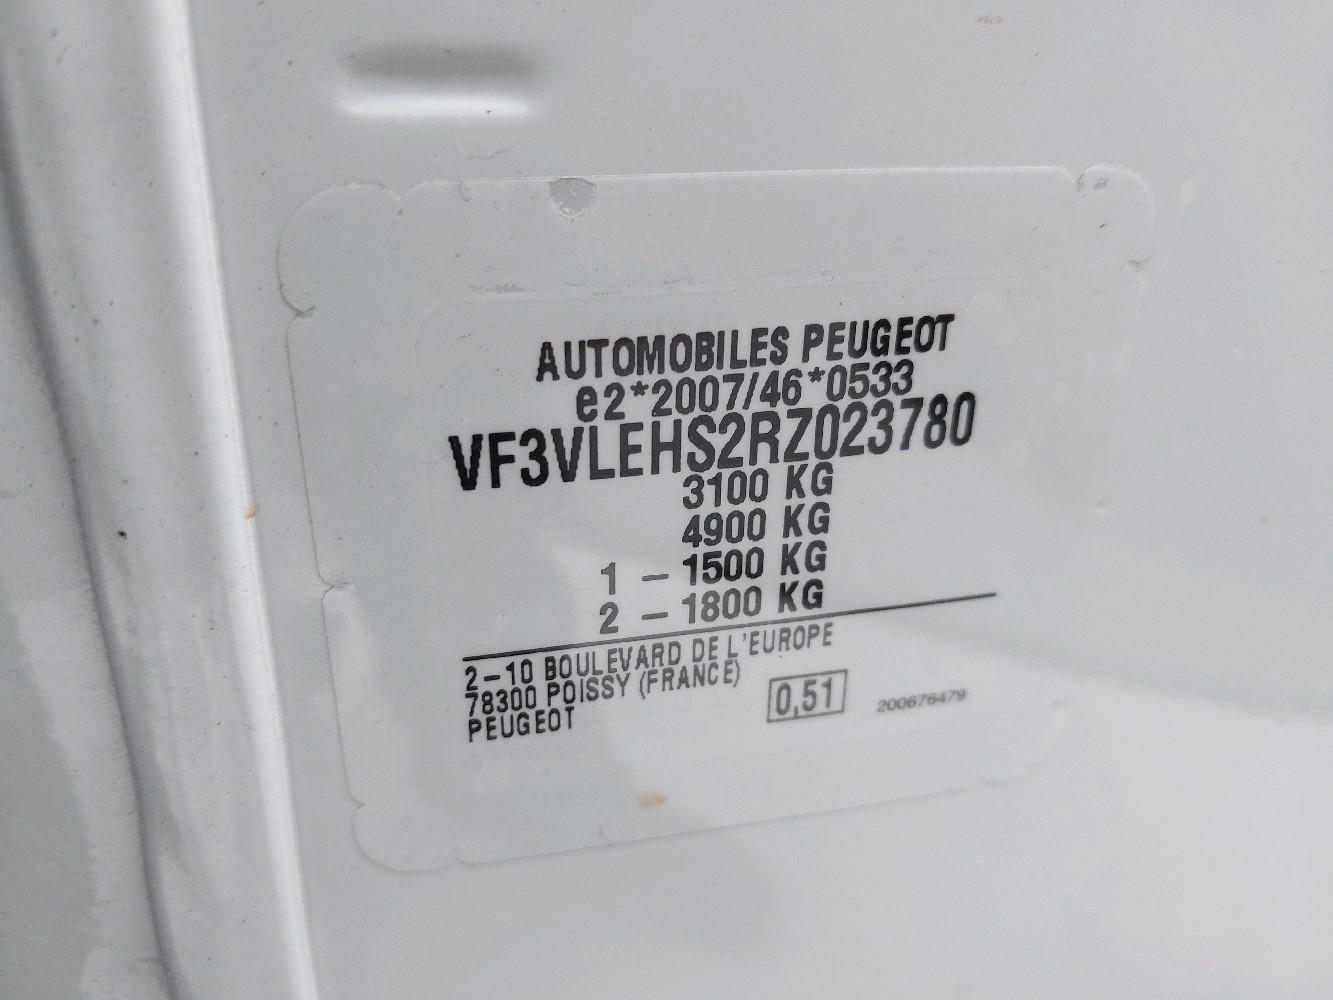 AUTOMOBILES PEUGEOT
e2*2007/46*0533
VF3VLEHS2RZ023780
3100 KG
4900 KG
1 – 1500 KG
2 – 1800 KG
2–10 BOULEVARD DE L'EUROPE
78300 POISSY (FRANCE)
PEUGEOT
0,51
200676479